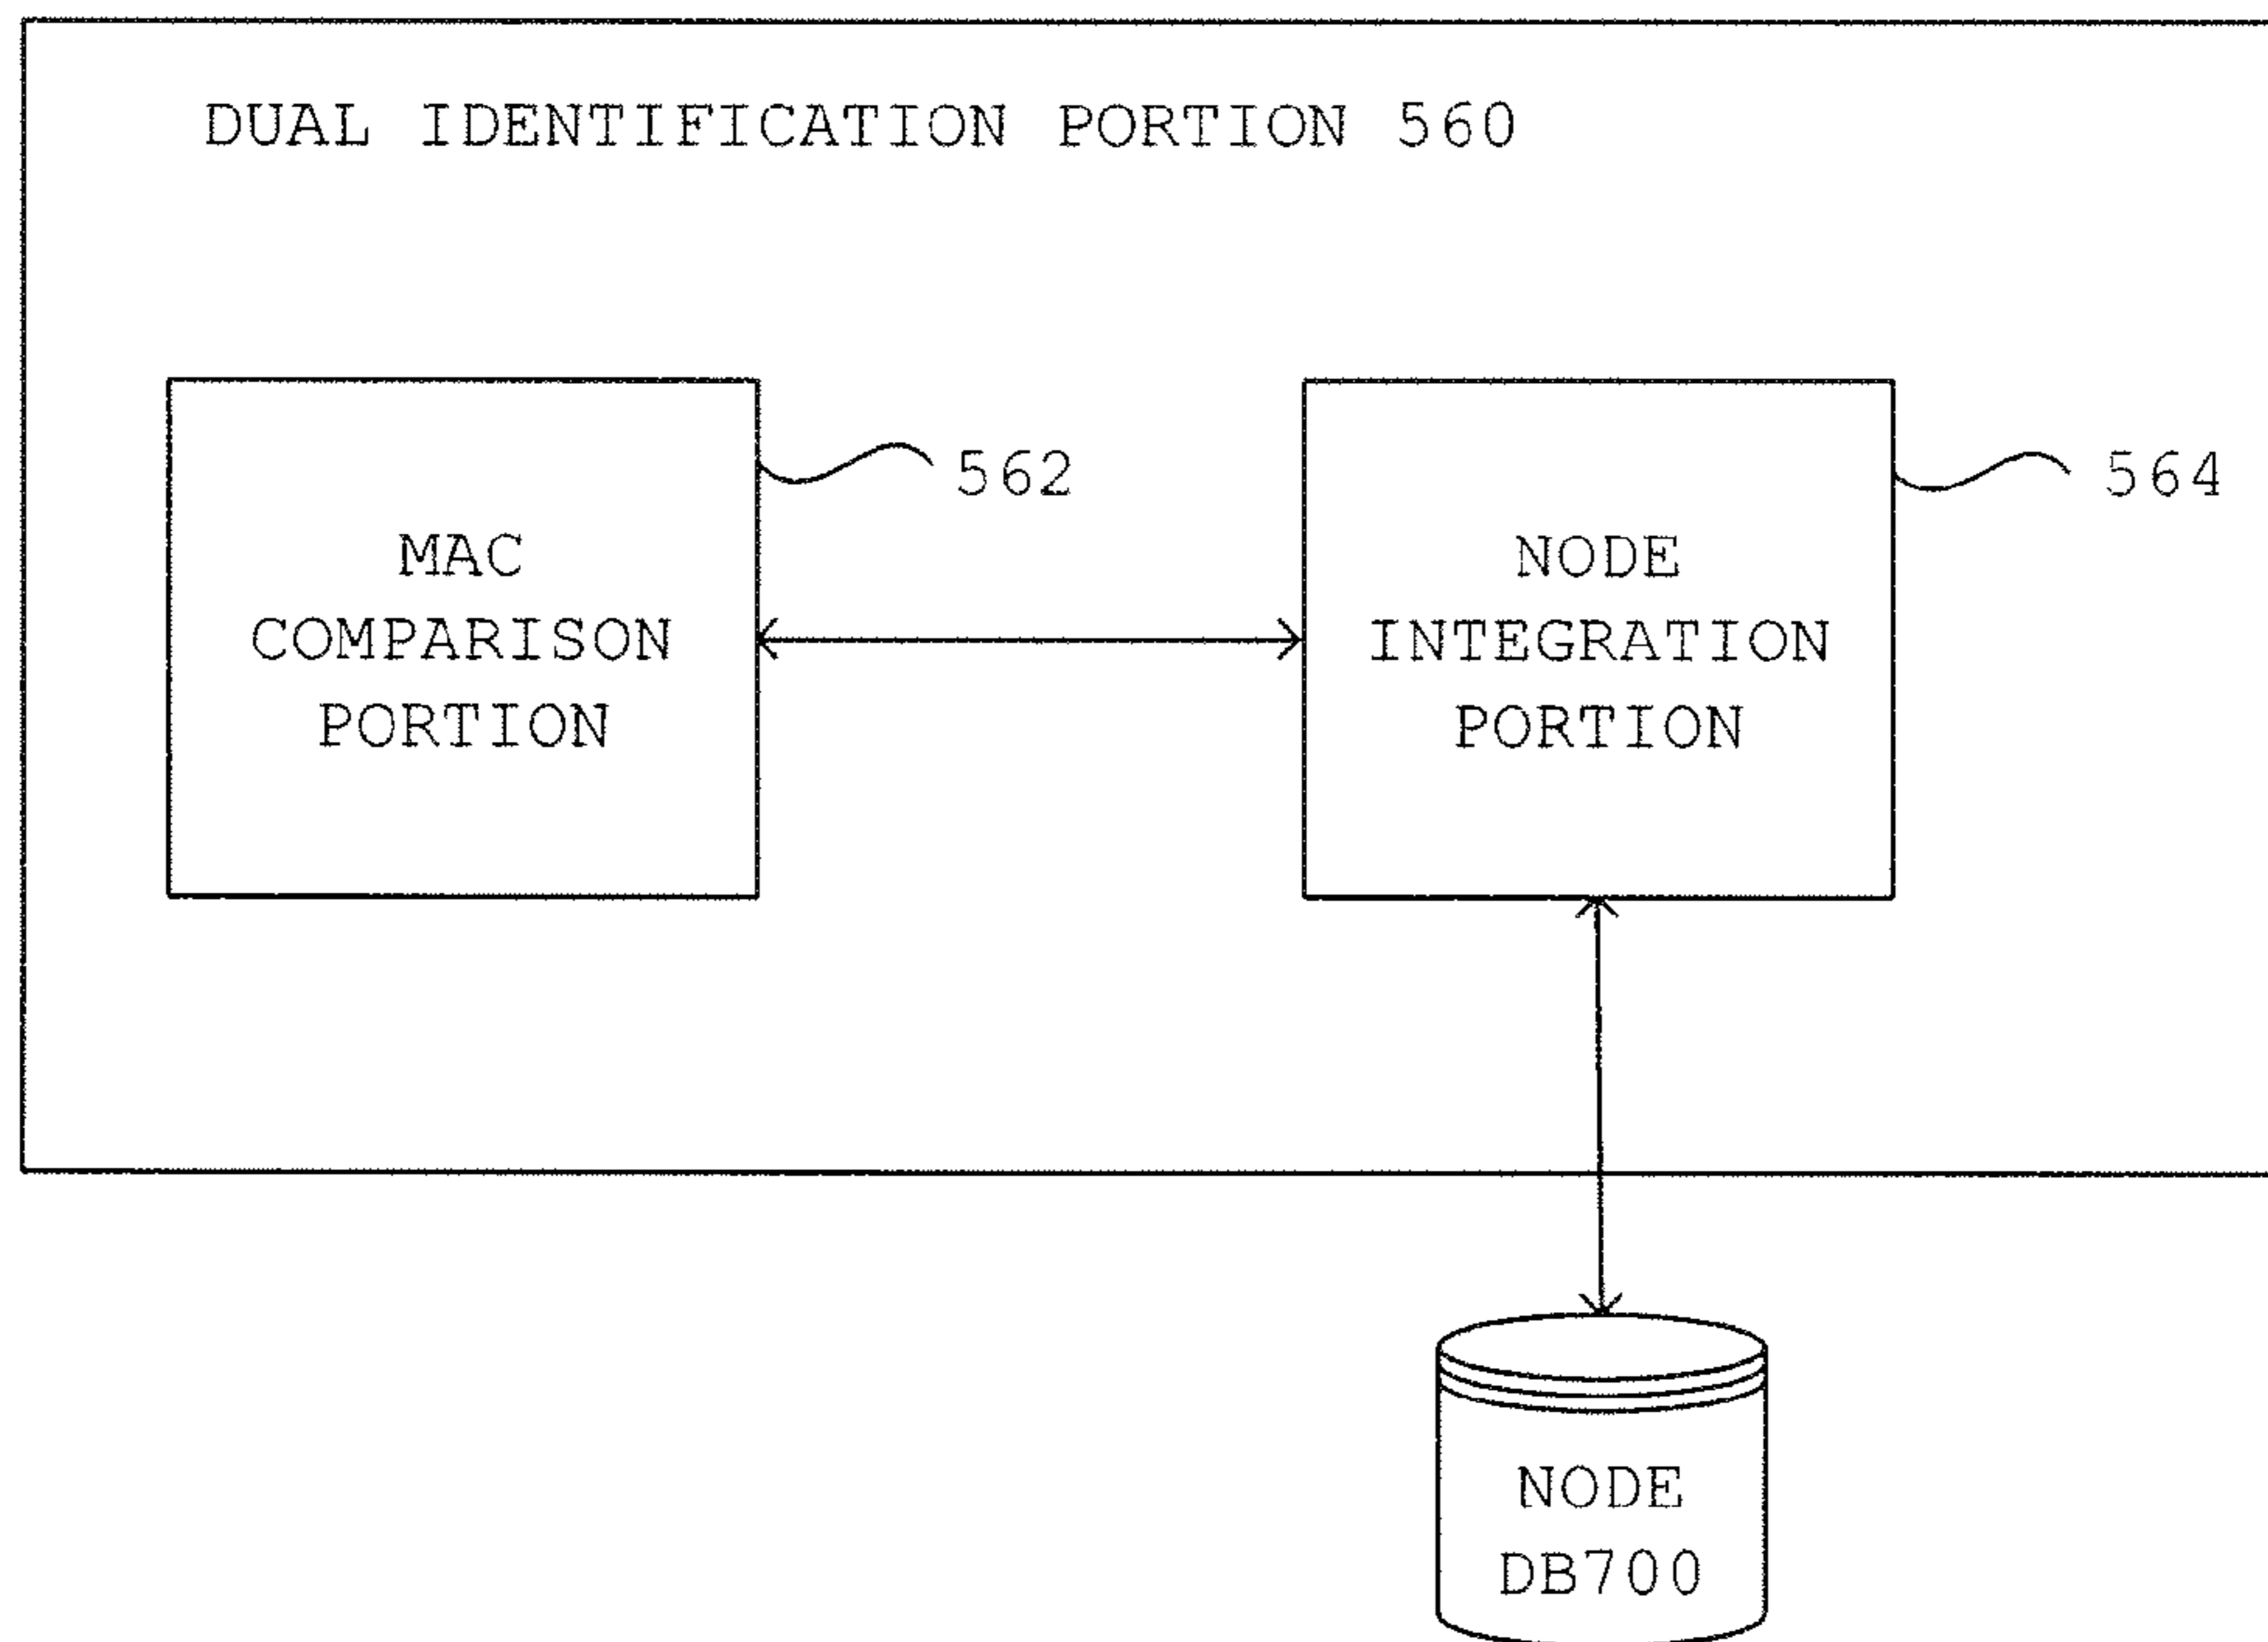 DUAL IDENTIFICATION PORTION 560
MAC
COMPARISON
PORTION
562
NODE
INTEGRATION
PORTION
564
NODE
DB700